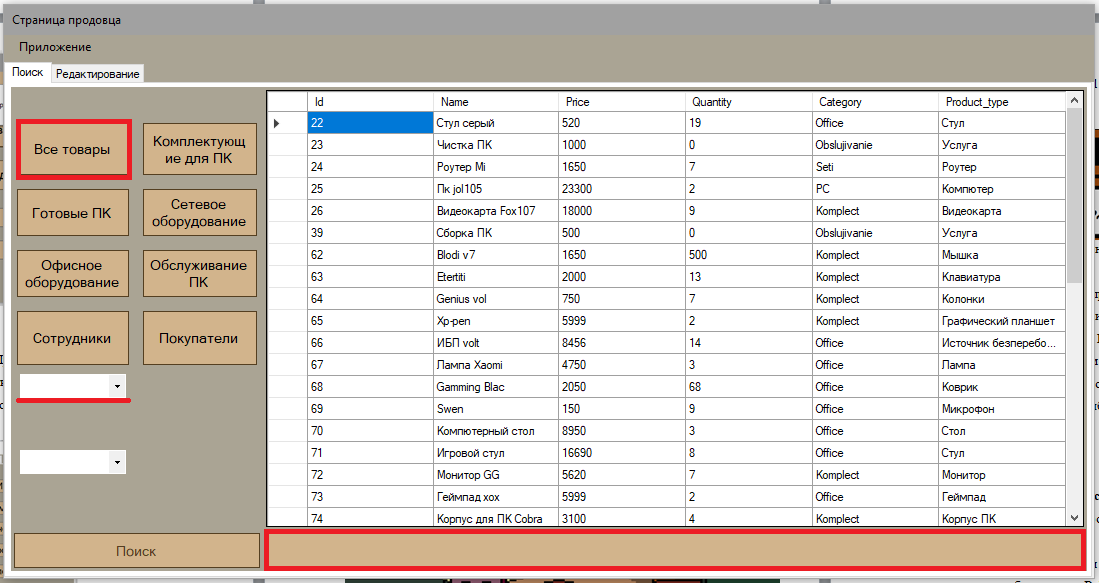 Страница продовца
Приложение
Поиск Редактирование
Все товары
Комплектующ
ие для ПК
Готовые ПК
Сетевое
оборудование
Офисное
оборудование
Обслуживание
ПК
Сотрудники
Покупатели
Поиск
Id Name Price Quantity Category Product_type
22 Стул серый 520 19 Office Стул
23 Чистка ПК 1000 0 Obslujivanie Услуга
24 Роутер Mi 1650 7 Seti Роутер
25 Пк jol105 23300 2 PC Компютер
26 Видеокарта Fox107 18000 9 Komplect Видеокарта
39 Сборка ПК 500 0 Obslujivanie Услуга
62 Blodi v7 1650 500 Komplect Мышка
63 Etertiti 2000 13 Komplect Клавиатура
64 Genius vol 750 7 Komplect Колонки
65 Xp-pen 5999 2 Komplect Графический планшет
66 ИБП volt 8456 14 Office Источник безперебо...
67 Лампа Xaomi 4750 3 Office Лампа
68 Gamming Blac 2050 68 Office Коврик
69 Swen 150 9 Office Микрофон
70 Компютерный стол 8950 3 Office Стол
71 Игровой стул 16690 8 Office Стул
72 Монитор GG 5620 7 Komplect Монитор
73 Геймпад xox 5999 2 Office Геймпад
74 Корпус для ПК Cobra 3100 4 Komplect Корпус ПК